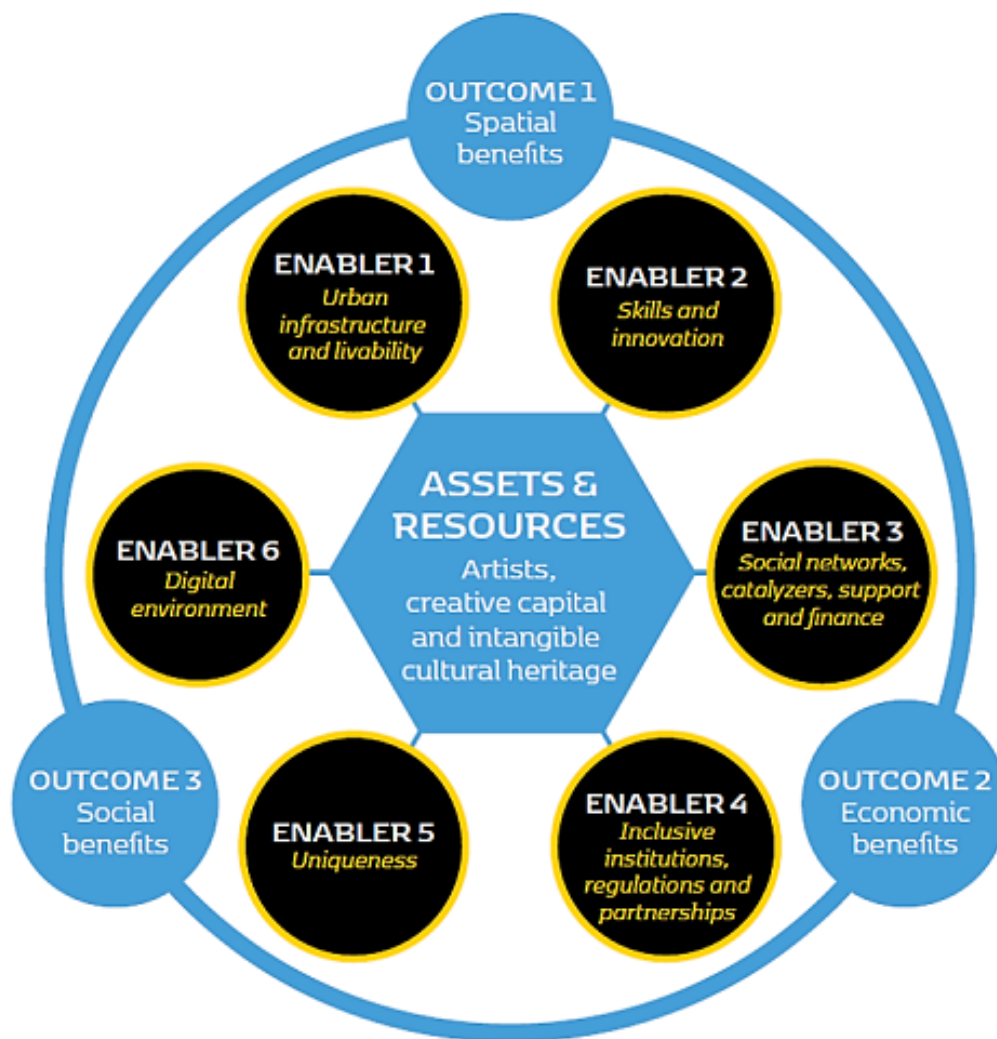 OUTCOME 1
Spatial
benefits
ENABLER 1
Urban
infrastructure
and livability
ENABLER 2
Skills and
innovation
ASSETS &
RESOURCES
Artists,
creative capital
and intangible
cultural heritage
ENABLER 6
Digital
environment
ENABLER 3
Social networks,
catalyzers, support
and finance
OUTCOME 3
Social
benefits
ENABLER 5
Uniqueness
ENABLER 4
Inclusive
institutions,
regulations and
partnerships
OUTCOME 2
Economic
benefits